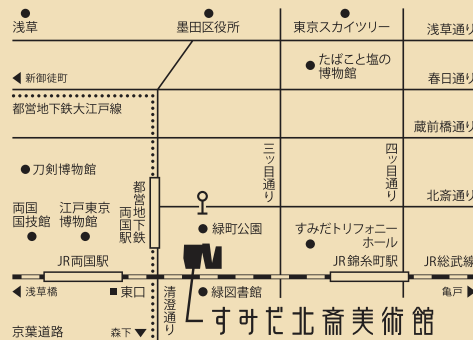 浅草
墨田区役所
東京スカイツリー
浅草通り
たばこと塩の
博物館
新御徒町
春日通り
都営地下鉄大江戸線
蔵前橋通り
三ッ目通り
四ッ目通り
刀剣博物館
都営地下鉄
両国駅
北斎通り
両国
国技館
江戸東京
博物館
緑町公園
すみだトリフォニー
ホール
JR両国駅
JR錦糸町駅
JR総武線
浅草橋
東口
清澄通り
緑図書館
亀戸
京葉道路
森下
すみだ北斎美術館